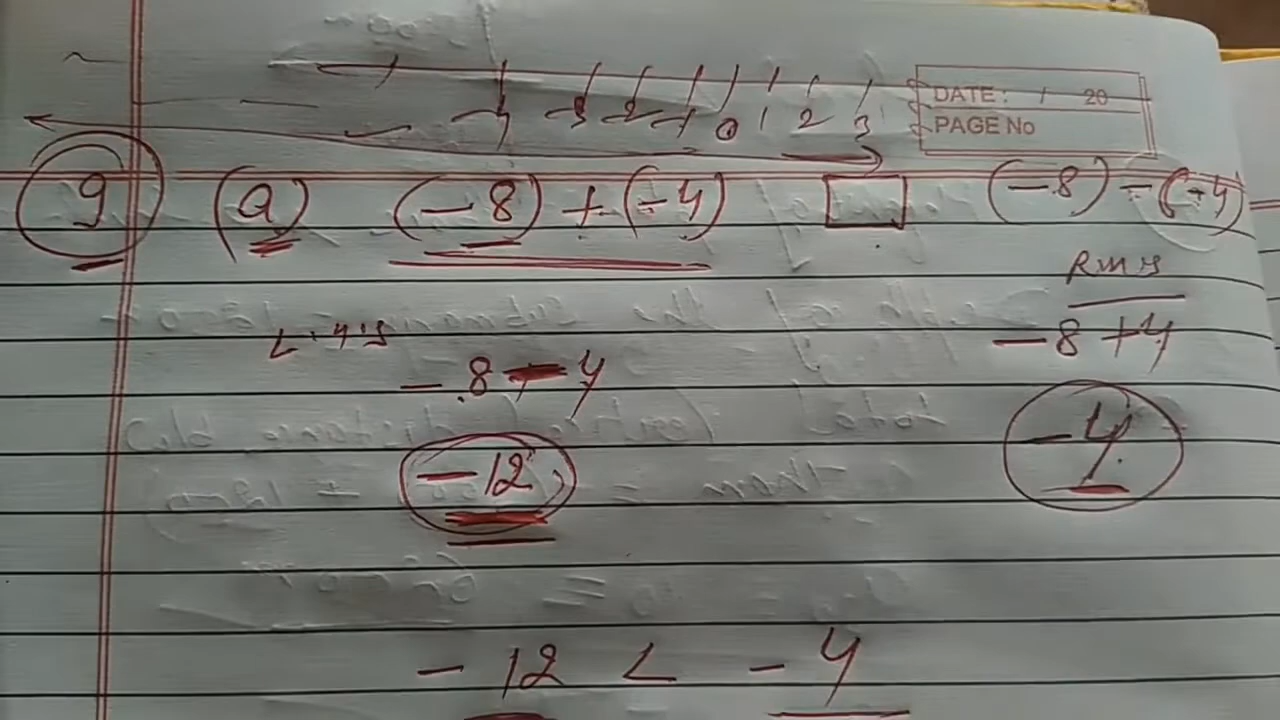 -4 -3 -2 -1 0 1 2 3
DATE : / 20
PAGE No
9 (a) (-8) + (-4) □ (-8) - (-4)
L.H.S RHS
-8 - 4 -8 + 4
-12 -4
-12 < -4